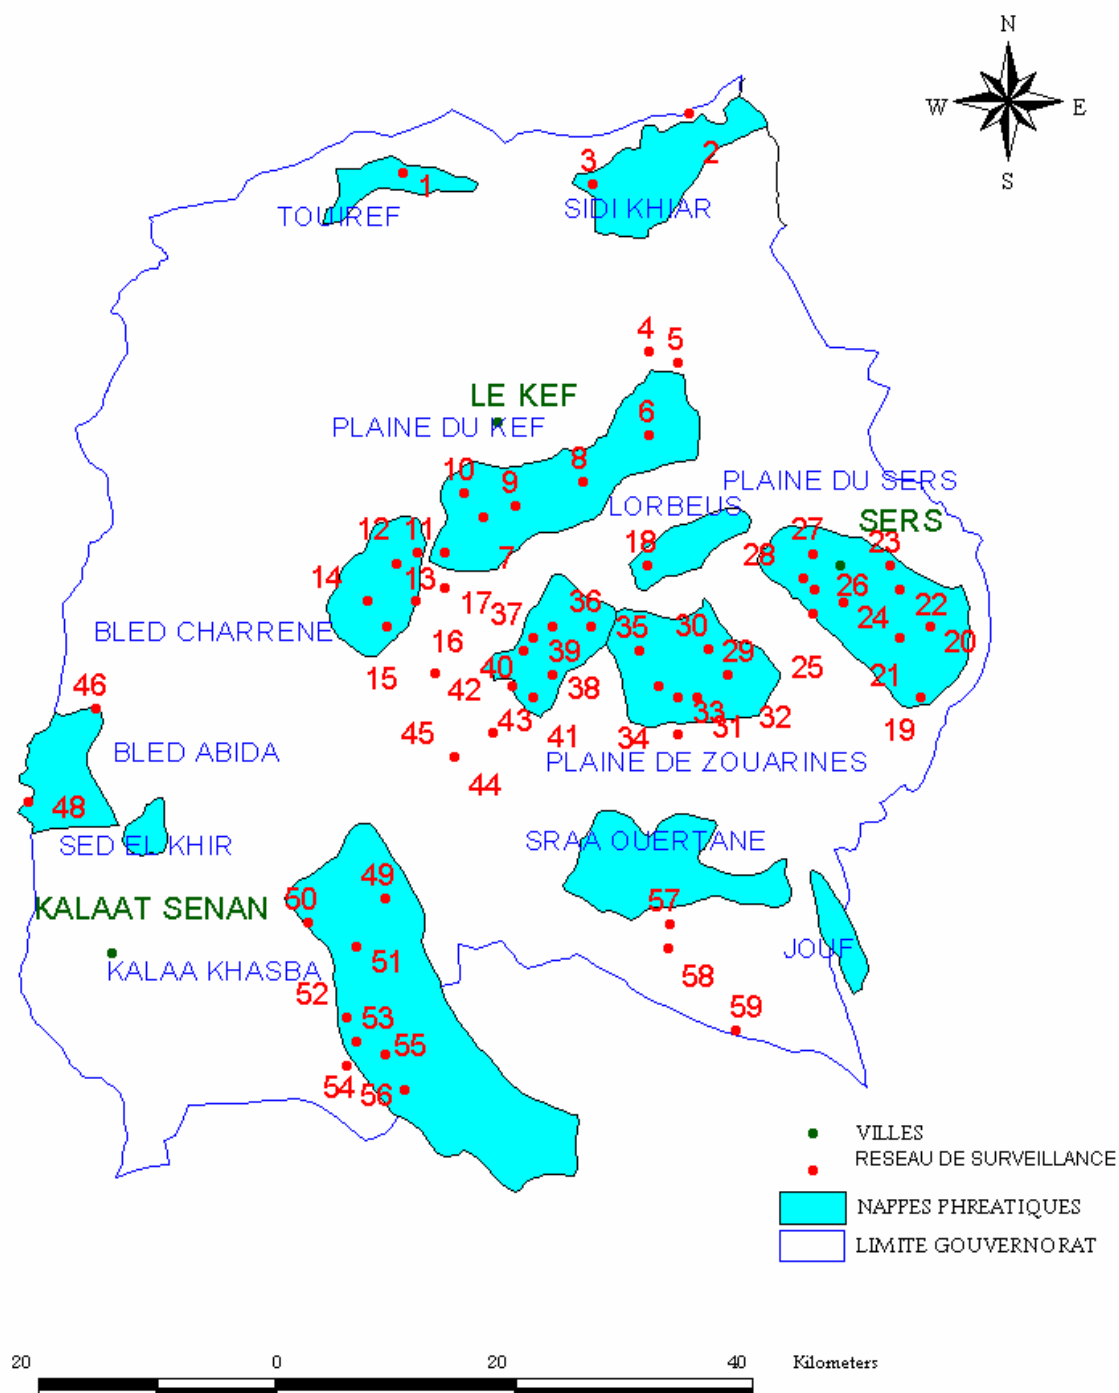 N
W E
S
2
3
1
TOUIREF
SIDI KHIAR
4
5
LE KEF
PLAINE DU KEF
6
8
10
9
PLAINE DU SERS
LORBEUS
SERS
12
11
7
18
27
28
23
14
13
17
37
36
26
24
22
BLED CHARRENE
16
35
30
20
15
42
40
39
38
29
25
21
46
45
43
41
34
33
31
32
19
BLED ABIDA
44
PLAINE DE ZOUARINES
48
SED EL KHIR
SRAA OUERTANE
49
50
57
KALAAT SENAN
51
JOUF
KALAA KHASBA
58
52
53
59
55
54
56
VILLES
RESEAU DE SURVEILLANCE
NAPPES PHREATIQUES
LIMITE GOUVERNORAT
20 0 20 40 Kilometers